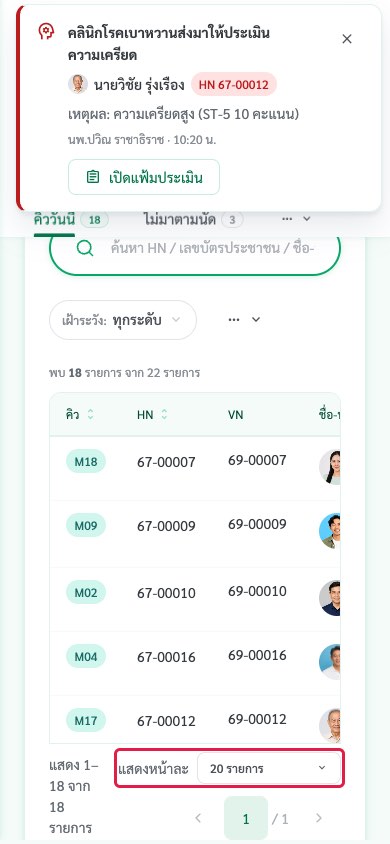 คลินิกโรคเบาหวานส่งมาให้ประเมิน
ความเครียด
นายวิชัย รุ่งเรือง HN 67-00012
เหตุผล: ความเครียดสูง (ST-5 10 คะแนน)
นพ.ปวิณ ราชาธิราช · 10:20 น.
เปิดแฟ้มประเมิน
คิววันนี้ 18 ไม่มาตามนัด 3 ...
ค้นหา HN / เลขบัตรประชาชน / ชื่อ-
เฝ้าระวัง: ทุกระดับ ...
พบ 18 รายการ จาก 22 รายการ
คิว HN VN
M18 67-00007 69-00007
M09 67-00009 69-00009
M02 67-00010 69-00010
M04 67-00016 69-00016
M17 67-00012 69-00012
แสดง 1–
18 จาก
18
รายการ
แสดงหน้าละ 20 รายการ
1 / 1